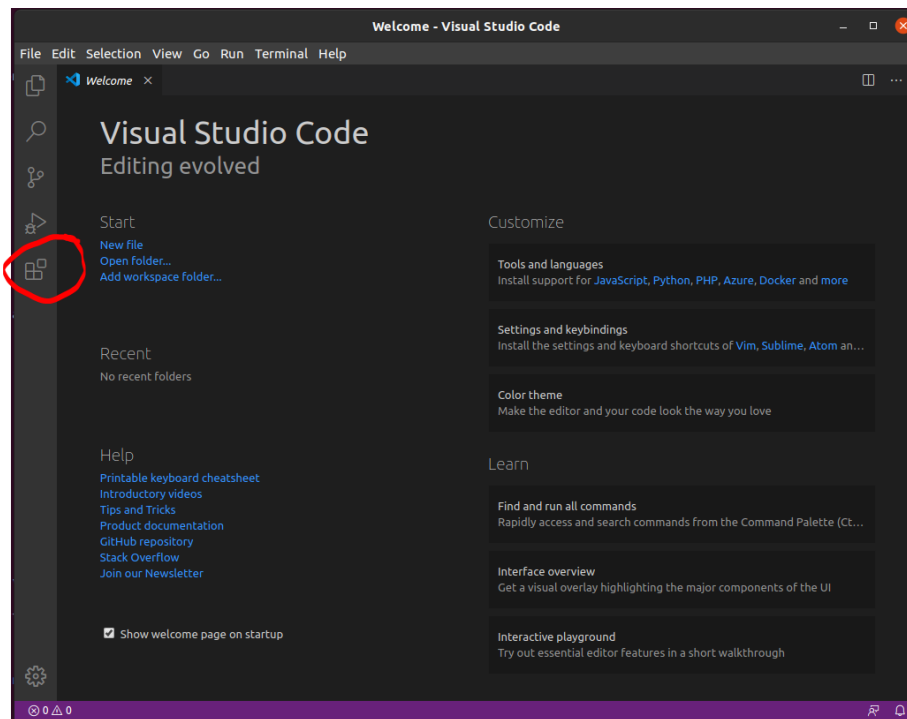 Welcome - Visual Studio Code
File Edit Selection View Go Run Terminal Help
Welcome
Visual Studio Code
Editing evolved
Start
New file
Open folder...
Add workspace folder...
Recent
No recent folders
Help
Printable keyboard cheatsheet
Introductory videos
Tips and Tricks
Product documentation
GitHub repository
Stack Overflow
Join our Newsletter
Show welcome page on startup
Customize
Tools and languages
Install support for JavaScript, Python, PHP, Azure, Docker and more
Settings and keybindings
Install the settings and keyboard shortcuts of Vim, Sublime, Atom an...
Color theme
Make the editor and your code look the way you love
Learn
Find and run all commands
Rapidly access and search commands from the Command Palette (Ct...
Interface overview
Get a visual overlay highlighting the major components of the UI
Interactive playground
Try out essential editor features in a short walkthrough
0 0